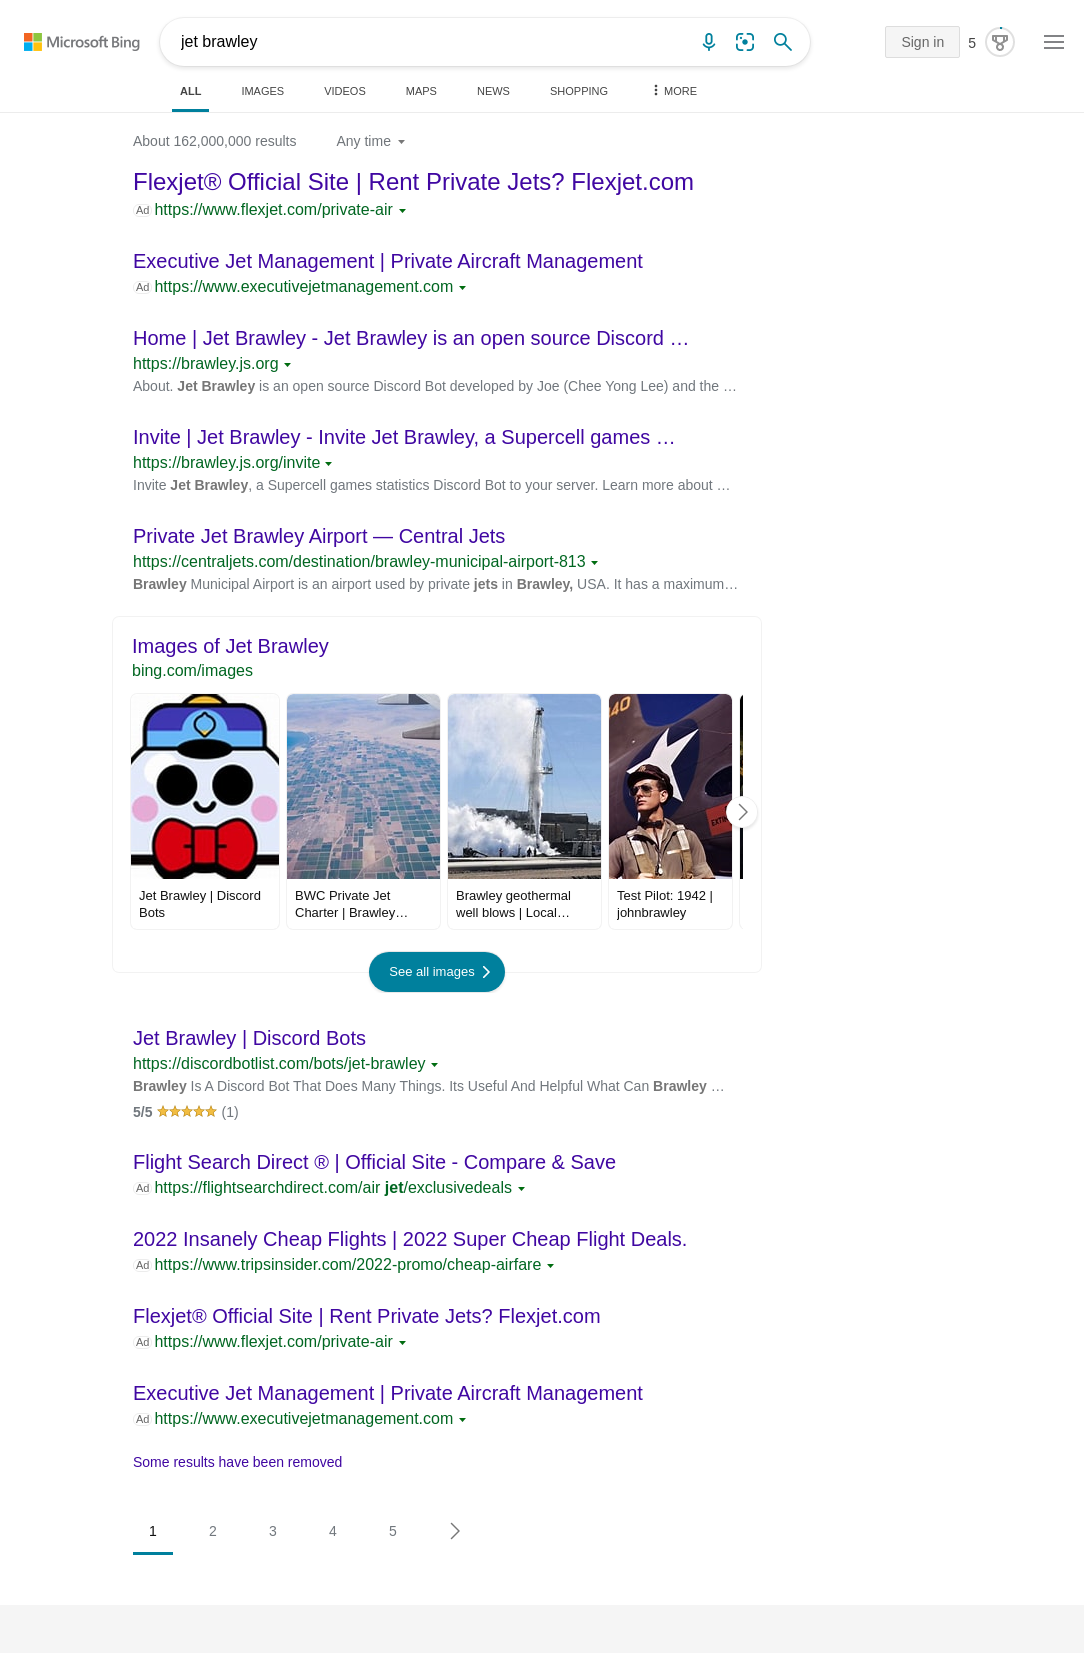 Microsoft Bing
jet brawley
Sign in
5
ALL
IMAGES
VIDEOS
MAPS
NEWS
SHOPPING
MORE
About 162,000,000 results
Any time
Flexjet® Official Site | Rent Private Jets? Flexjet.com
Ad https://www.flexjet.com/private-air
Executive Jet Management | Private Aircraft Management
Ad https://www.executivejetmanagement.com
Home | Jet Brawley - Jet Brawley is an open source Discord …
https://brawley.js.org
About. Jet Brawley is an open source Discord Bot developed by Joe (Chee Yong Lee) and the …
Invite | Jet Brawley - Invite Jet Brawley, a Supercell games …
https://brawley.js.org/invite
Invite Jet Brawley, a Supercell games statistics Discord Bot to your server. Learn more about …
Private Jet Brawley Airport — Central Jets
https://centraljets.com/destination/brawley-municipal-airport-813
Brawley Municipal Airport is an airport used by private jets in Brawley, USA. It has a maximum…
Images of Jet Brawley
bing.com/images
40
EXTR
Jet Brawley | Discord
Bots
BWC Private Jet
Charter | Brawley…
Brawley geothermal
well blows | Local…
Test Pilot: 1942 |
johnbrawley
See all images
Jet Brawley | Discord Bots
https://discordbotlist.com/bots/jet-brawley
Brawley Is A Discord Bot That Does Many Things. Its Useful And Helpful What Can Brawley …
5/5 (1)
Flight Search Direct ® | Official Site - Compare & Save
Ad https://flightsearchdirect.com/air jet/exclusivedeals
2022 Insanely Cheap Flights | 2022 Super Cheap Flight Deals.
Ad https://www.tripsinsider.com/2022-promo/cheap-airfare
Flexjet® Official Site | Rent Private Jets? Flexjet.com
Ad https://www.flexjet.com/private-air
Executive Jet Management | Private Aircraft Management
Ad https://www.executivejetmanagement.com
Some results have been removed
1 2 3 4 5